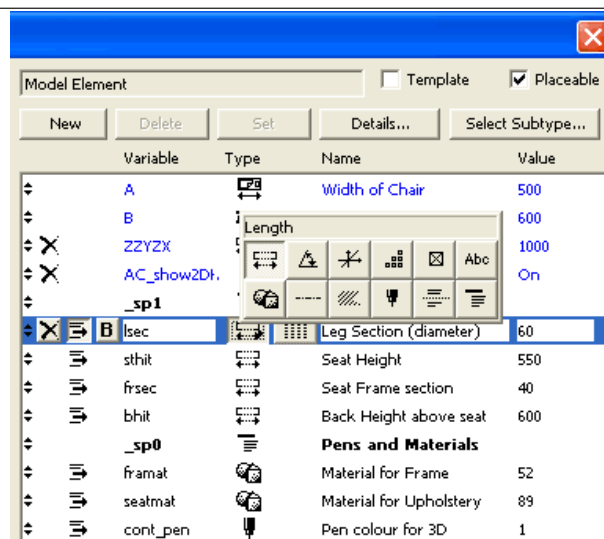 Model Element Template Placeable
New Delete Set Details... Select Subtype...
Variable Type Name Value
A Width of Chair 500
B 600
Length
ZZYZX 1000
AC_show2D On
Abc
_sp1
B lsec Leg Section (diameter) 60
sthit Seat Height 550
frsec Seat Frame section 40
bhit Back Height above seat 600
_sp0 Pens and Materials
framat Material for Frame 52
seatmat Material for Upholstery 89
cont_pen Pen colour for 3D 1